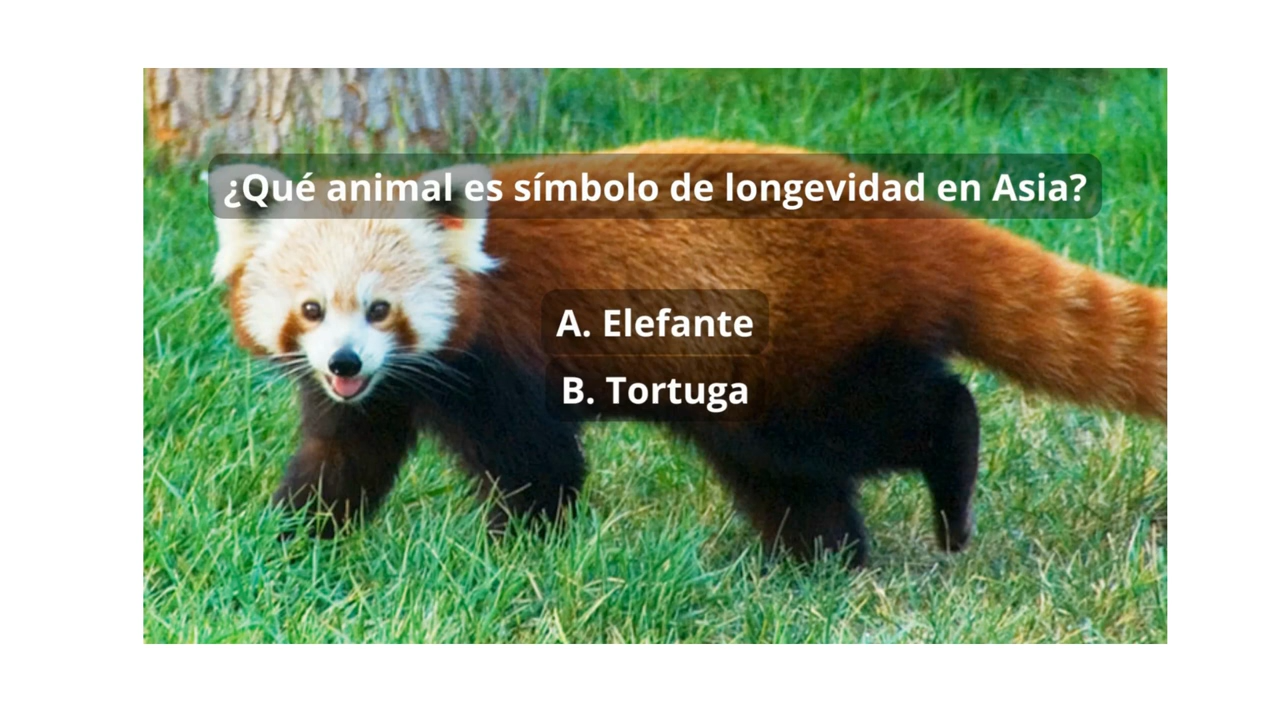 ¿Qué animal es símbolo de longevidad en Asia?
A. Elefante
B. Tortuga